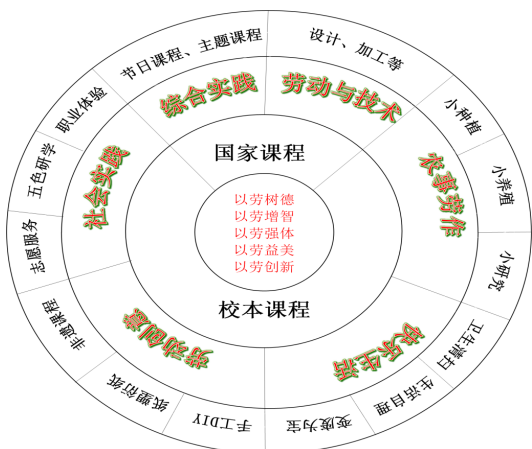 节日课程、主题课程
设计、加工等
小种植
小养殖
小研究
卫生清扫
生活自理
变废为宝
手工DIY
纸塑衍纸
非遗课程
志愿服务
五色研学
职业体验
综合实践
劳动与技术
农事劳作
快乐生活
劳动创意
社会实践
国家课程
以劳树德
以劳增智
以劳强体
以劳益美
以劳创新
校本课程